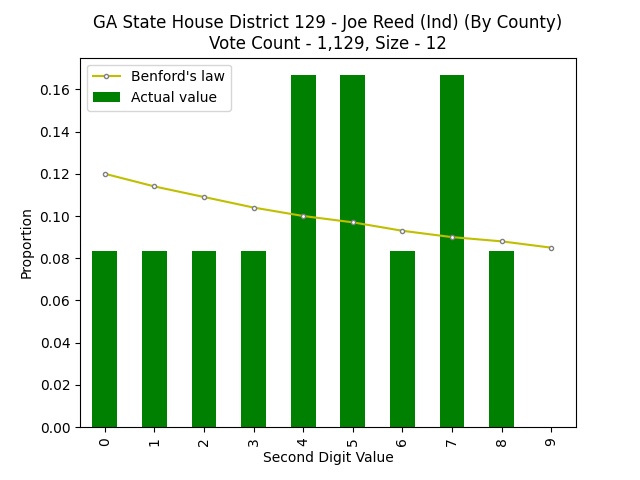 GA State House District 129 - Joe Reed (Ind) (By County)
Vote Count - 1,129, Size - 12
Benford's law
Actual value
Proportion
0.16
0.14
0.12
0.10
0.08
0.06
0.04
0.02
0.00
0 1 2 3 4 5 6 7 8 9
Second Digit Value